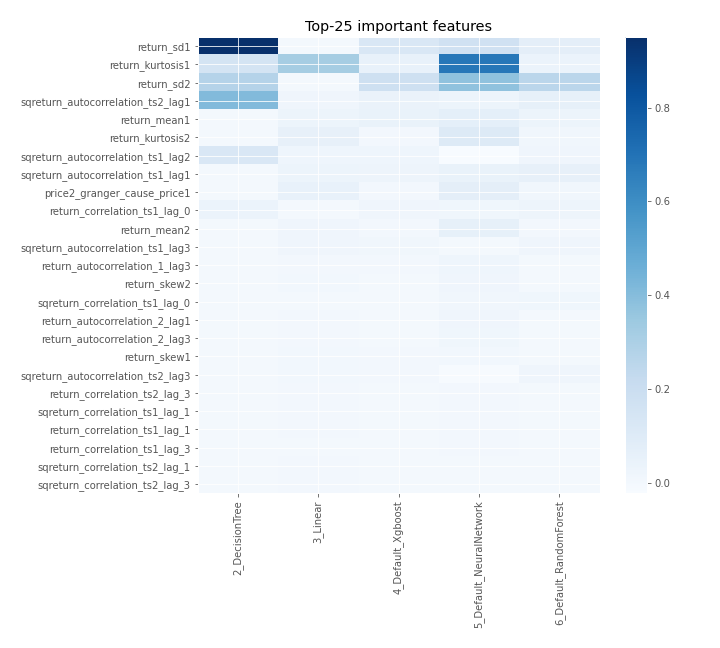 Top-25 important features
return_sd1
return_kurtosis1
return_sd2
sqreturn_autocorrelation_ts2_lag1
return_mean1
return_kurtosis2
sqreturn_autocorrelation_ts1_lag2
sqreturn_autocorrelation_ts1_lag1
price2_granger_cause_price1
return_correlation_ts1_lag_0
return_mean2
sqreturn_autocorrelation_ts1_lag3
return_autocorrelation_1_lag3
return_skew2
sqreturn_correlation_ts1_lag_0
return_autocorrelation_2_lag1
return_autocorrelation_2_lag3
return_skew1
sqreturn_autocorrelation_ts2_lag3
return_correlation_ts2_lag_3
sqreturn_correlation_ts1_lag_1
return_correlation_ts1_lag_1
return_correlation_ts1_lag_3
sqreturn_correlation_ts2_lag_1
sqreturn_correlation_ts2_lag_3
2_DecisionTree
3_Linear
4_Default_Xgboost
5_Default_NeuralNetwork
6_Default_RandomForest
0.8
0.6
0.4
0.2
0.0